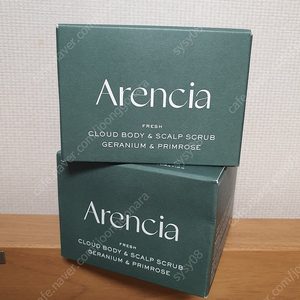 Arencia
FRESH
CLOUD BODY & SCALP SCRUB
GERANIUM & PRIMROSE
Arencia
FRESH
CLOUD BODY & SCALP SCRUB
GERANIUM & PRIMROSE